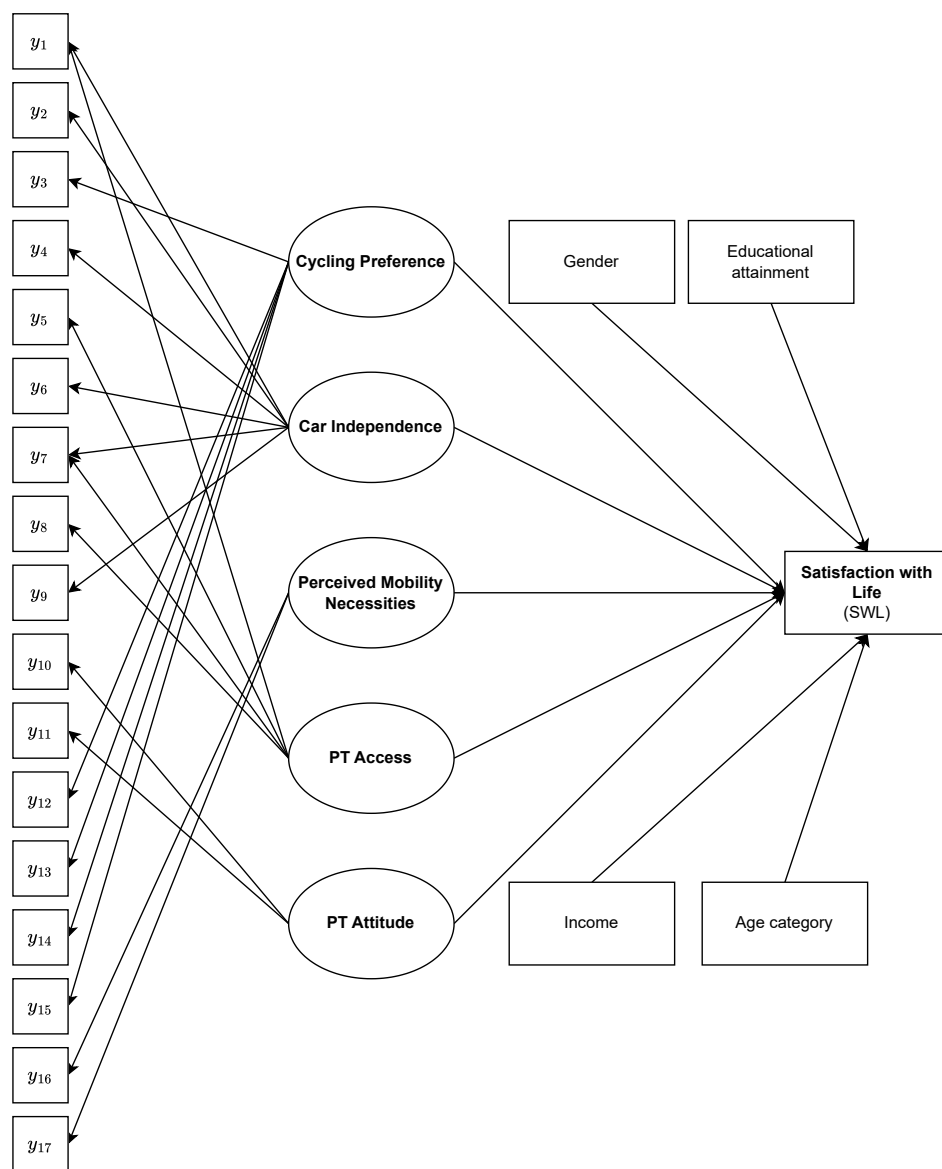 y1
y2
y3
y4
y5
y6
y7
y8
y9
y10
y11
y12
y13
y14
y15
y16
y17
Cycling Preference
Car Independence
Perceived Mobility
Necessities
PT Access
PT Attitude
Gender
Educational
attainment
Income
Age category
Satisfaction with
Life
(SWL)